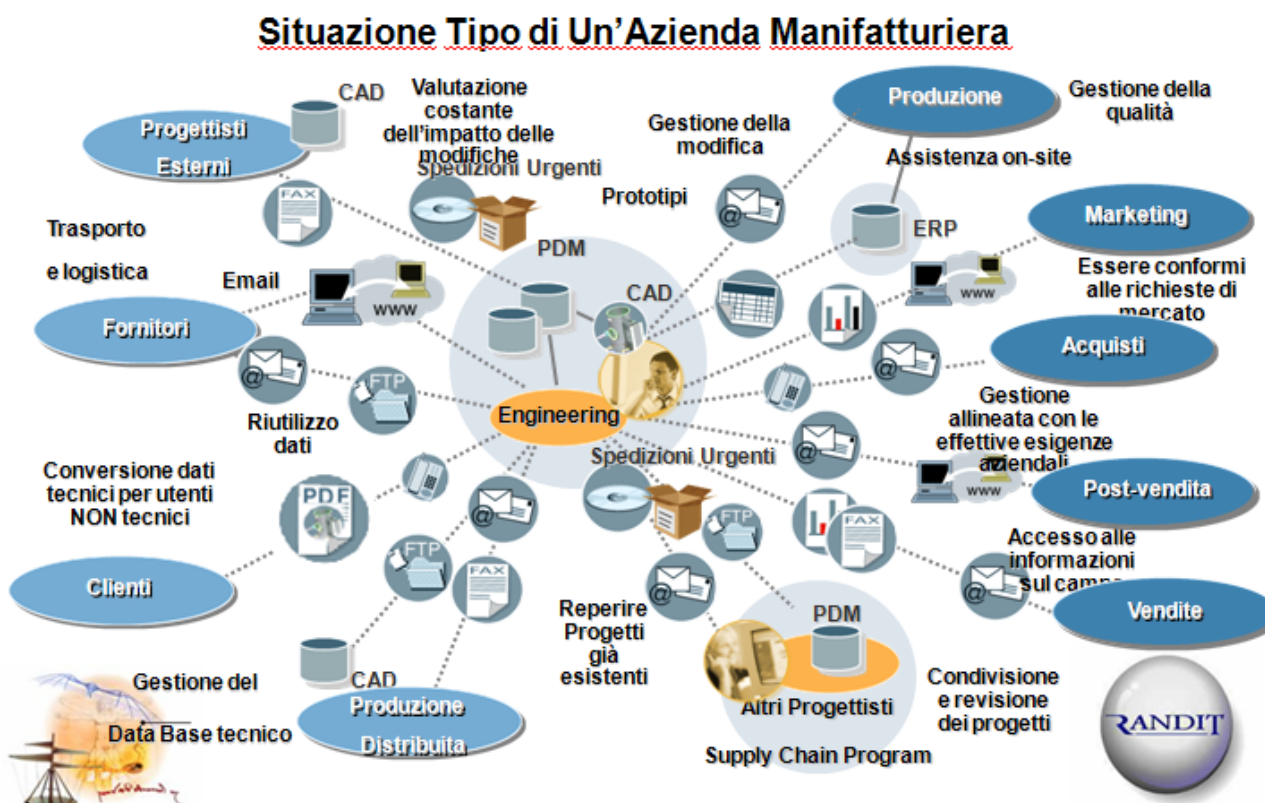 Situazione Tipo di Un'Azienda Manifatturiera
CAD
Progettisti
Esterni
Valutazione
costante
dell'impatto delle
modifiche
Spedizioni Urgenti
FAX
Gestione della
modifica
Prototipi
@
Produzione
Gestione della
qualità
Assistenza on-site
ERP
Marketing
Essere conformi
alle richieste di
mercato
www
Trasporto
e logistica
Email
www
Fornitori
@
FTP
Riutilizzo
dati
PDM
CAD
Engineering
Acquisti
@
Gestione
allineata con le
effettive esigenze
aziendali
@
www
Post-vendita
Spedizioni Urgenti
Conversione dati
tecnici per utenti
NON tecnici
PDF
Clienti
@
FTP
FAX
FTP
FAX
Accesso alle
informazioni
sul camp
@
Vendite
CAD
Gestione del
Data Base tecnico
Produzione
Distribuita
Reperire
Progetti
già
esistenti
@
PDM
Altri Progettisti
Supply Chain Program
Condivisione
e revisione
dei progetti
RANDIT